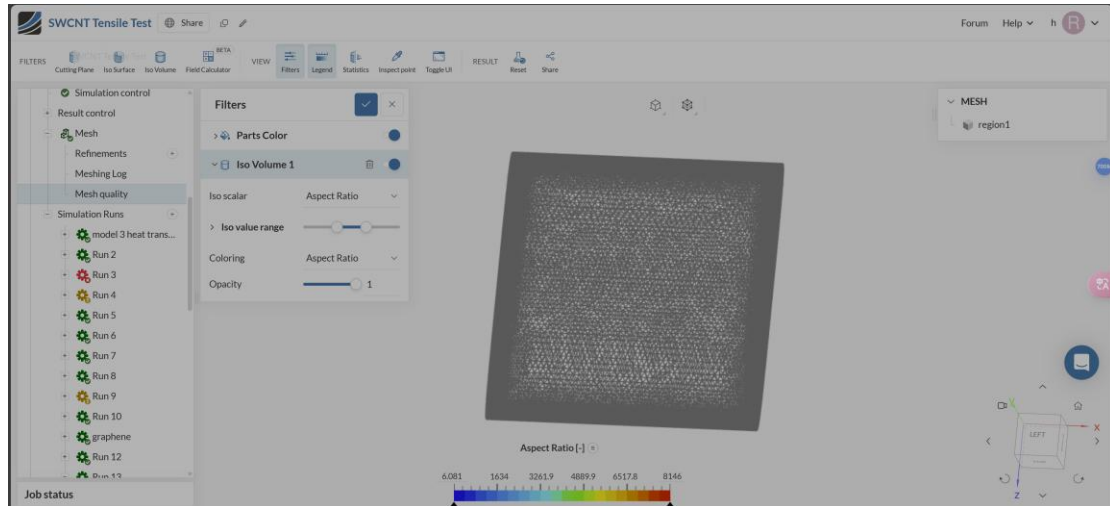 SWCNT Tensile Test
Share
Forum
Help
h
R
FILTERS
Cutting Plane
Iso Surface
Iso Volume
BETA
Field Calculator
VIEW
Filters
Legend
Statistics
Inspect point
Toggle UI
RESULT
Reset
Share
Simulation control
Result control
Mesh
Refinements
Meshing Log
Mesh quality
Simulation Runs
model 3 heat trans...
Run 2
Run 3
Run 4
Run 5
Run 6
Run 7
Run 8
Run 9
Run 10
graphene
Run 12
Run 13
Job status
Filters
Parts Color
Iso Volume 1
Iso scalar Aspect Ratio
Iso value range
Coloring Aspect Ratio
Opacity 1
MESH
region1
Aspect Ratio [-]
6.081 1634 3261.9 4889.9 6517.8 8146
Y
LEFT
X
Z